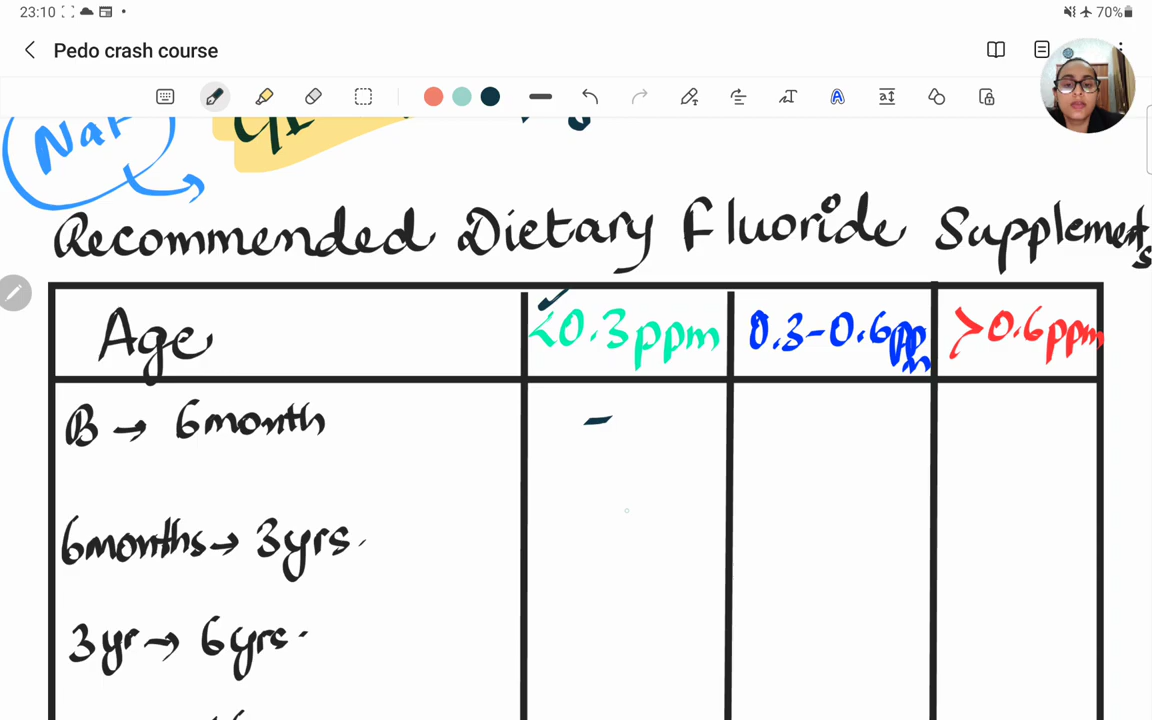 23:10 70%
Pedo crash course
NaF
Recommended Dietary Fluoride Supplements
Age <0.3ppm 0.3-0.6ppm >0.6ppm
B → 6month -
6months → 3yrs.
3yr → 6yrs.